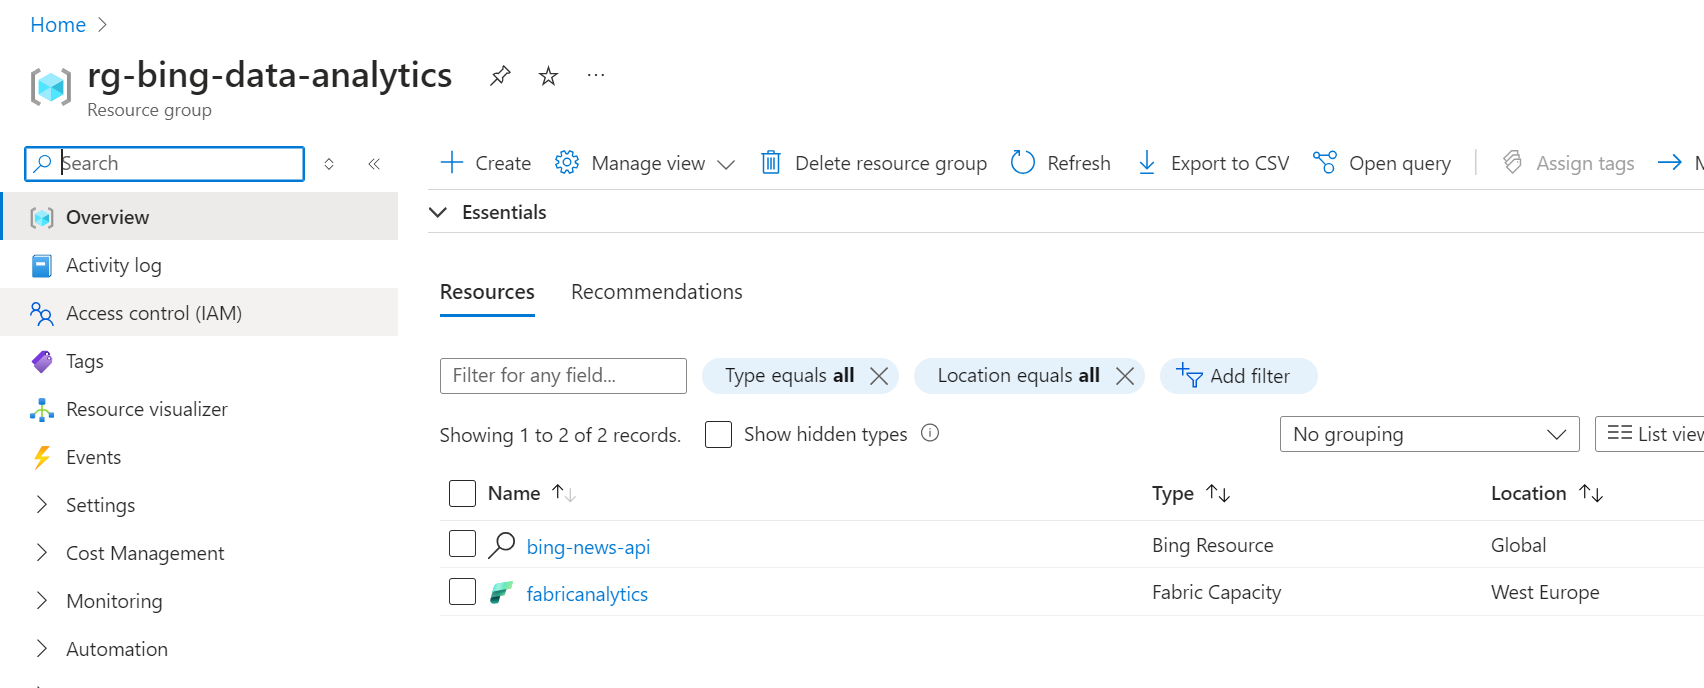 Home
rg-bing-data-analytics
Resource group
Search
Create
Manage view
Delete resource group
Refresh
Export to CSV
Open query
Assign tags
Essentials
Overview
Activity log
Access control (IAM)
Tags
Resource visualizer
Events
Settings
Cost Management
Monitoring
Automation
Resources
Recommendations
Filter for any field...
Type equals all
Location equals all
Add filter
Showing 1 to 2 of 2 records.
Show hidden types
No grouping
List view
Name
Type
Location
bing-news-api
Bing Resource
Global
fabricanalytics
Fabric Capacity
West Europe